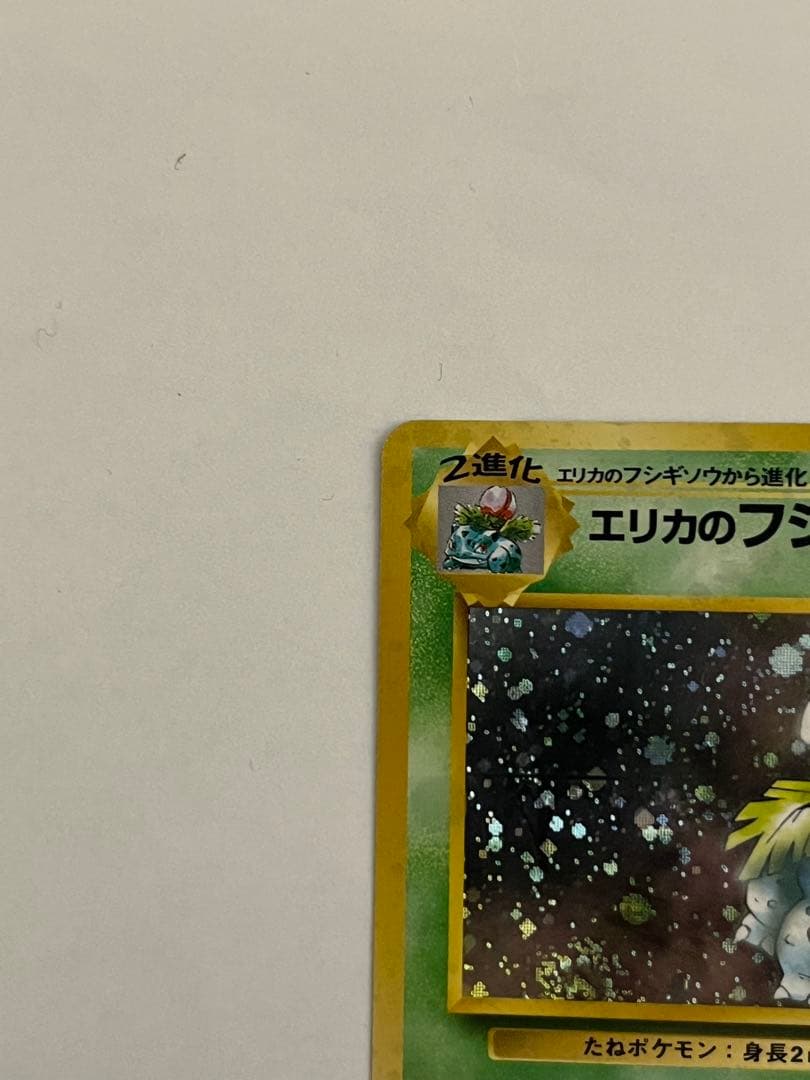 2進化
エリカのフシギソウから進化
エリカのフシ
たねポケモン：身長2